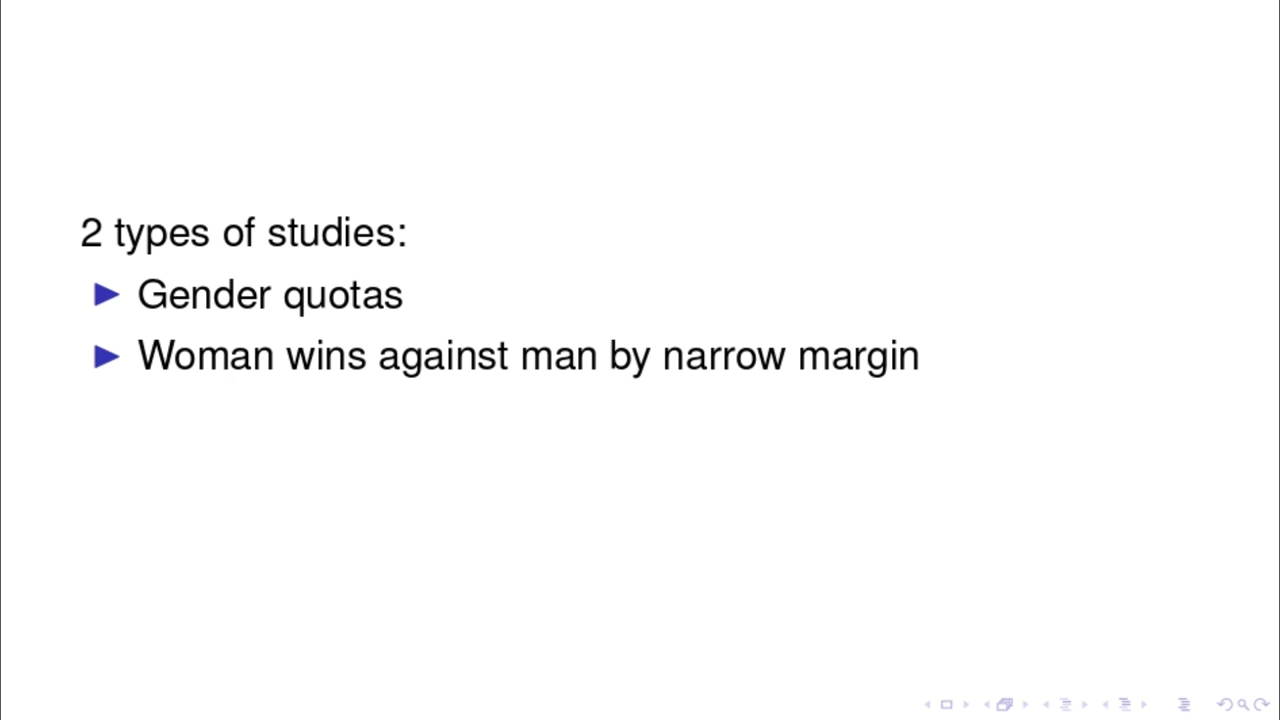 2 types of studies:
Gender quotas
Woman wins against man by narrow margin